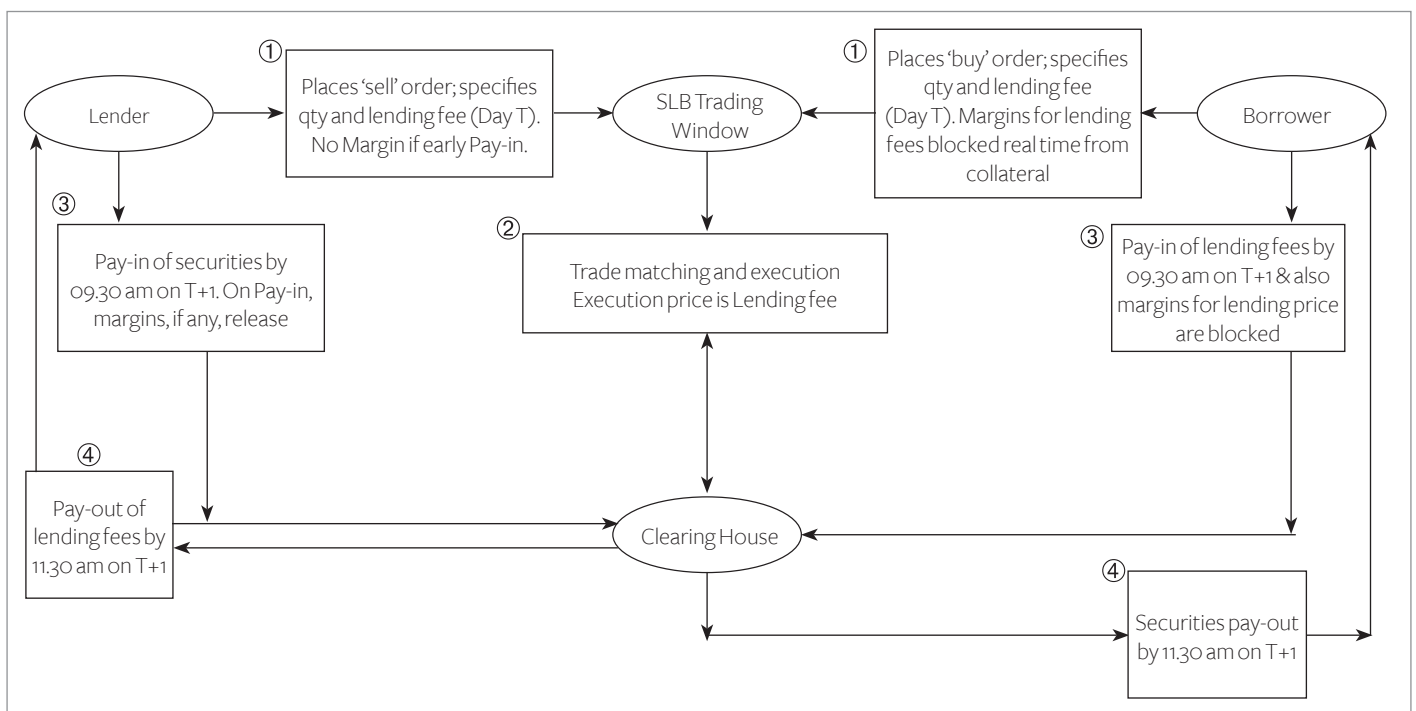 ①
Places ‘sell’ order; specifies
qty and lending fee (Day T).
No Margin if early Pay-in.
①
Places ‘buy’ order; specifies
qty and lending fee
(Day T). Margins for lending
fees blocked real time from
collateral
Lender
SLB Trading
Window
Borrower
③
Pay-in of securities by
09.30 am on T+1. On Pay-in,
margins, if any, release
②
Trade matching and execution
Execution price is Lending fee
③
Pay-in of lending fees by
09.30 am on T+1 & also
margins for lending price
are blocked
④
Pay-out of
lending fees by
11.30 am on T+1
Clearing House
④
Securities pay-out
by 11.30 am on T+1